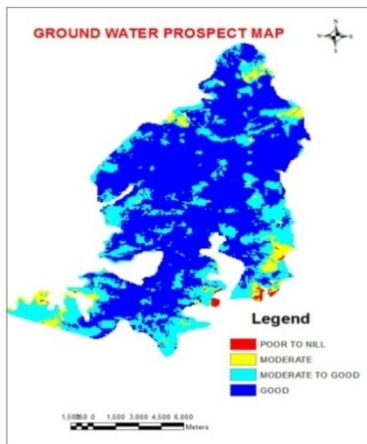 GROUND WATER PROSPECT MAP
N
W
S
Legend
POOR TO NILL
MODERATE
MODERATE TO GOOD
GOOD
0 1,500 3,000 4,500 6,000
Meters